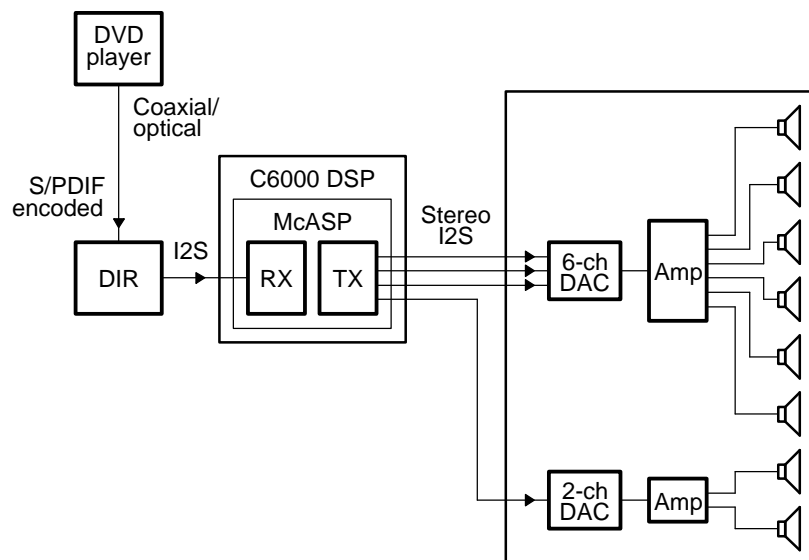 DVD
player
Coaxial/
optical
S/PDIF
encoded
DIR
I2S
C6000 DSP
McASP
RX
TX
Stereo
I2S
6-ch
DAC
Amp
2-ch
DAC
Amp